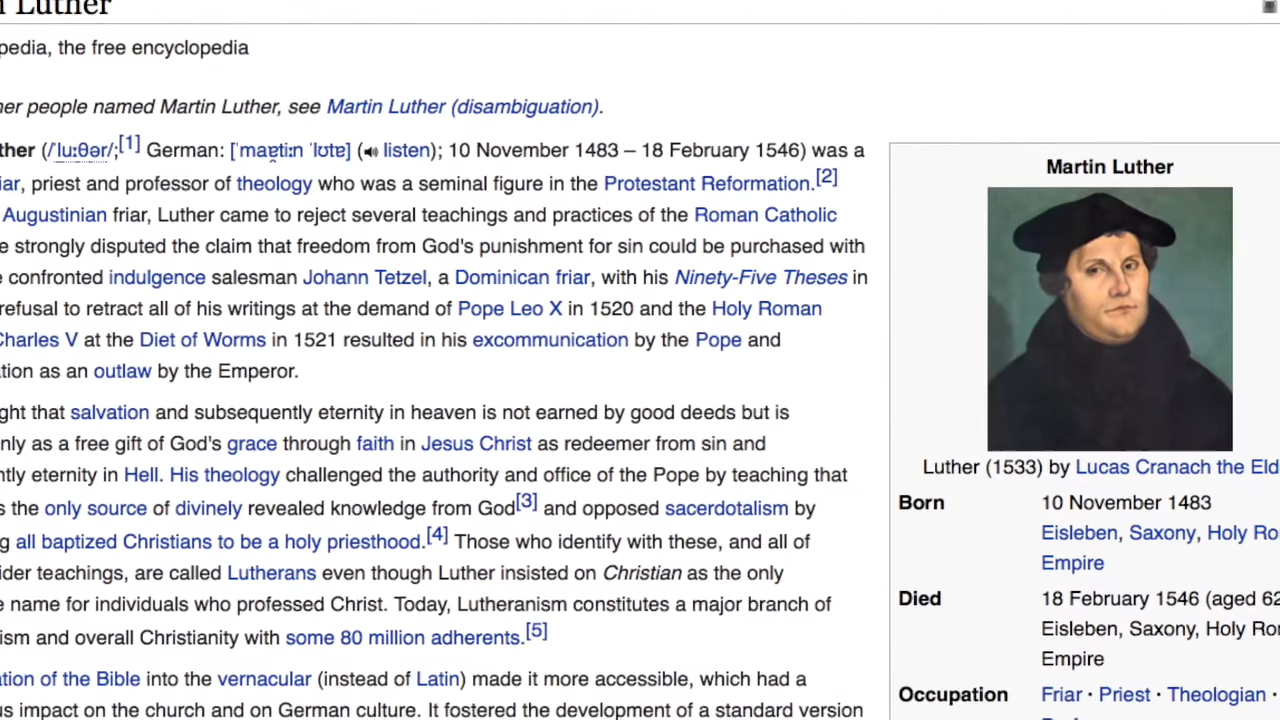 Luther
pedia, the free encyclopedia
her people named Martin Luther, see Martin Luther (disambiguation).
ther (/ˈluːθər/;[1] German: [ˈmaɐ̯tiːn ˈlʊtɐ] ( listen); 10 November 1483 – 18 February 1546) was a
iar, priest and professor of theology who was a seminal figure in the Protestant Reformation.[2]
Augustinian friar, Luther came to reject several teachings and practices of the Roman Catholic
e strongly disputed the claim that freedom from God's punishment for sin could be purchased with
e confronted indulgence salesman Johann Tetzel, a Dominican friar, with his Ninety-Five Theses in
refusal to retract all of his writings at the demand of Pope Leo X in 1520 and the Holy Roman
Charles V at the Diet of Worms in 1521 resulted in his excommunication by the Pope and
tion as an outlaw by the Emperor.
ght that salvation and subsequently eternity in heaven is not earned by good deeds but is
nly as a free gift of God's grace through faith in Jesus Christ as redeemer from sin and
ntly eternity in Hell. His theology challenged the authority and office of the Pope by teaching that
s the only source of divinely revealed knowledge from God[3] and opposed sacerdotalism by
g all baptized Christians to be a holy priesthood.[4] Those who identify with these, and all of
ider teachings, are called Lutherans even though Luther insisted on Christian as the only
e name for individuals who professed Christ. Today, Lutheranism constitutes a major branch of
ism and overall Christianity with some 80 million adherents.[5]
ation of the Bible into the vernacular (instead of Latin) made it more accessible, which had a
us impact on the church and on German culture. It fostered the development of a standard version
Martin Luther
Luther (1533) by Lucas Cranach the Eld
Born 10 November 1483
Eisleben, Saxony, Holy Ro
Empire
Died 18 February 1546 (aged 62
Eisleben, Saxony, Holy Ro
Empire
Occupation Friar · Priest · Theologian ·